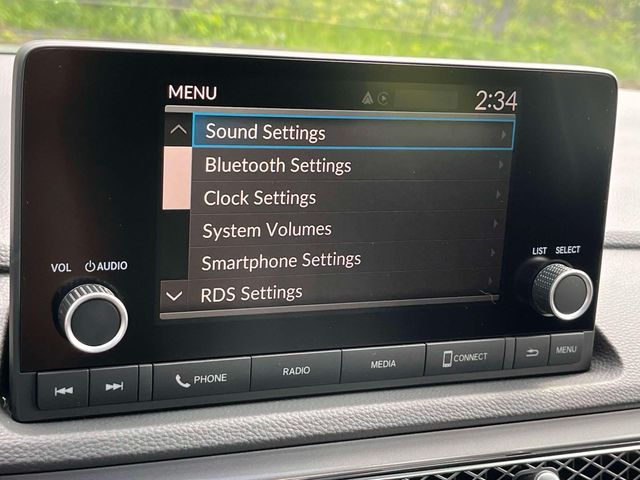 MENU
2:34
Sound Settings
Bluetooth Settings
Clock Settings
System Volumes
Smartphone Settings
RDS Settings
VOL AUDIO
LIST SELECT
PHONE
RADIO
MEDIA
CONNECT
MENU